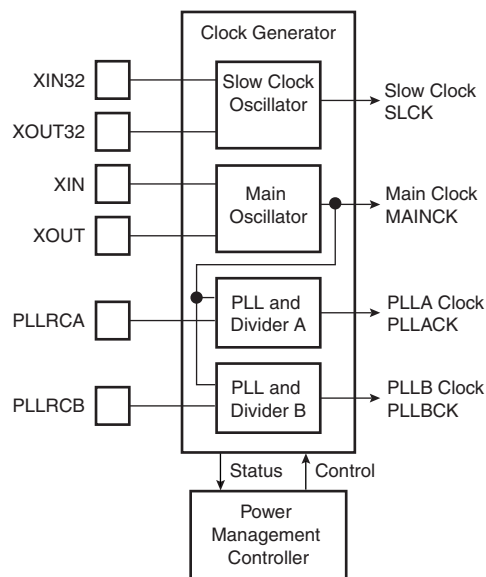 Clock Generator
XIN32
Slow Clock
Oscillator
Slow Clock
SLCK
XOUT32
XIN
Main
Oscillator
Main Clock
MAINCK
XOUT
PLLRCA
PLL and
Divider A
PLLA Clock
PLLACK
PLLRCB
PLL and
Divider B
PLLB Clock
PLLBCK
Status
Control
Power
Management
Controller